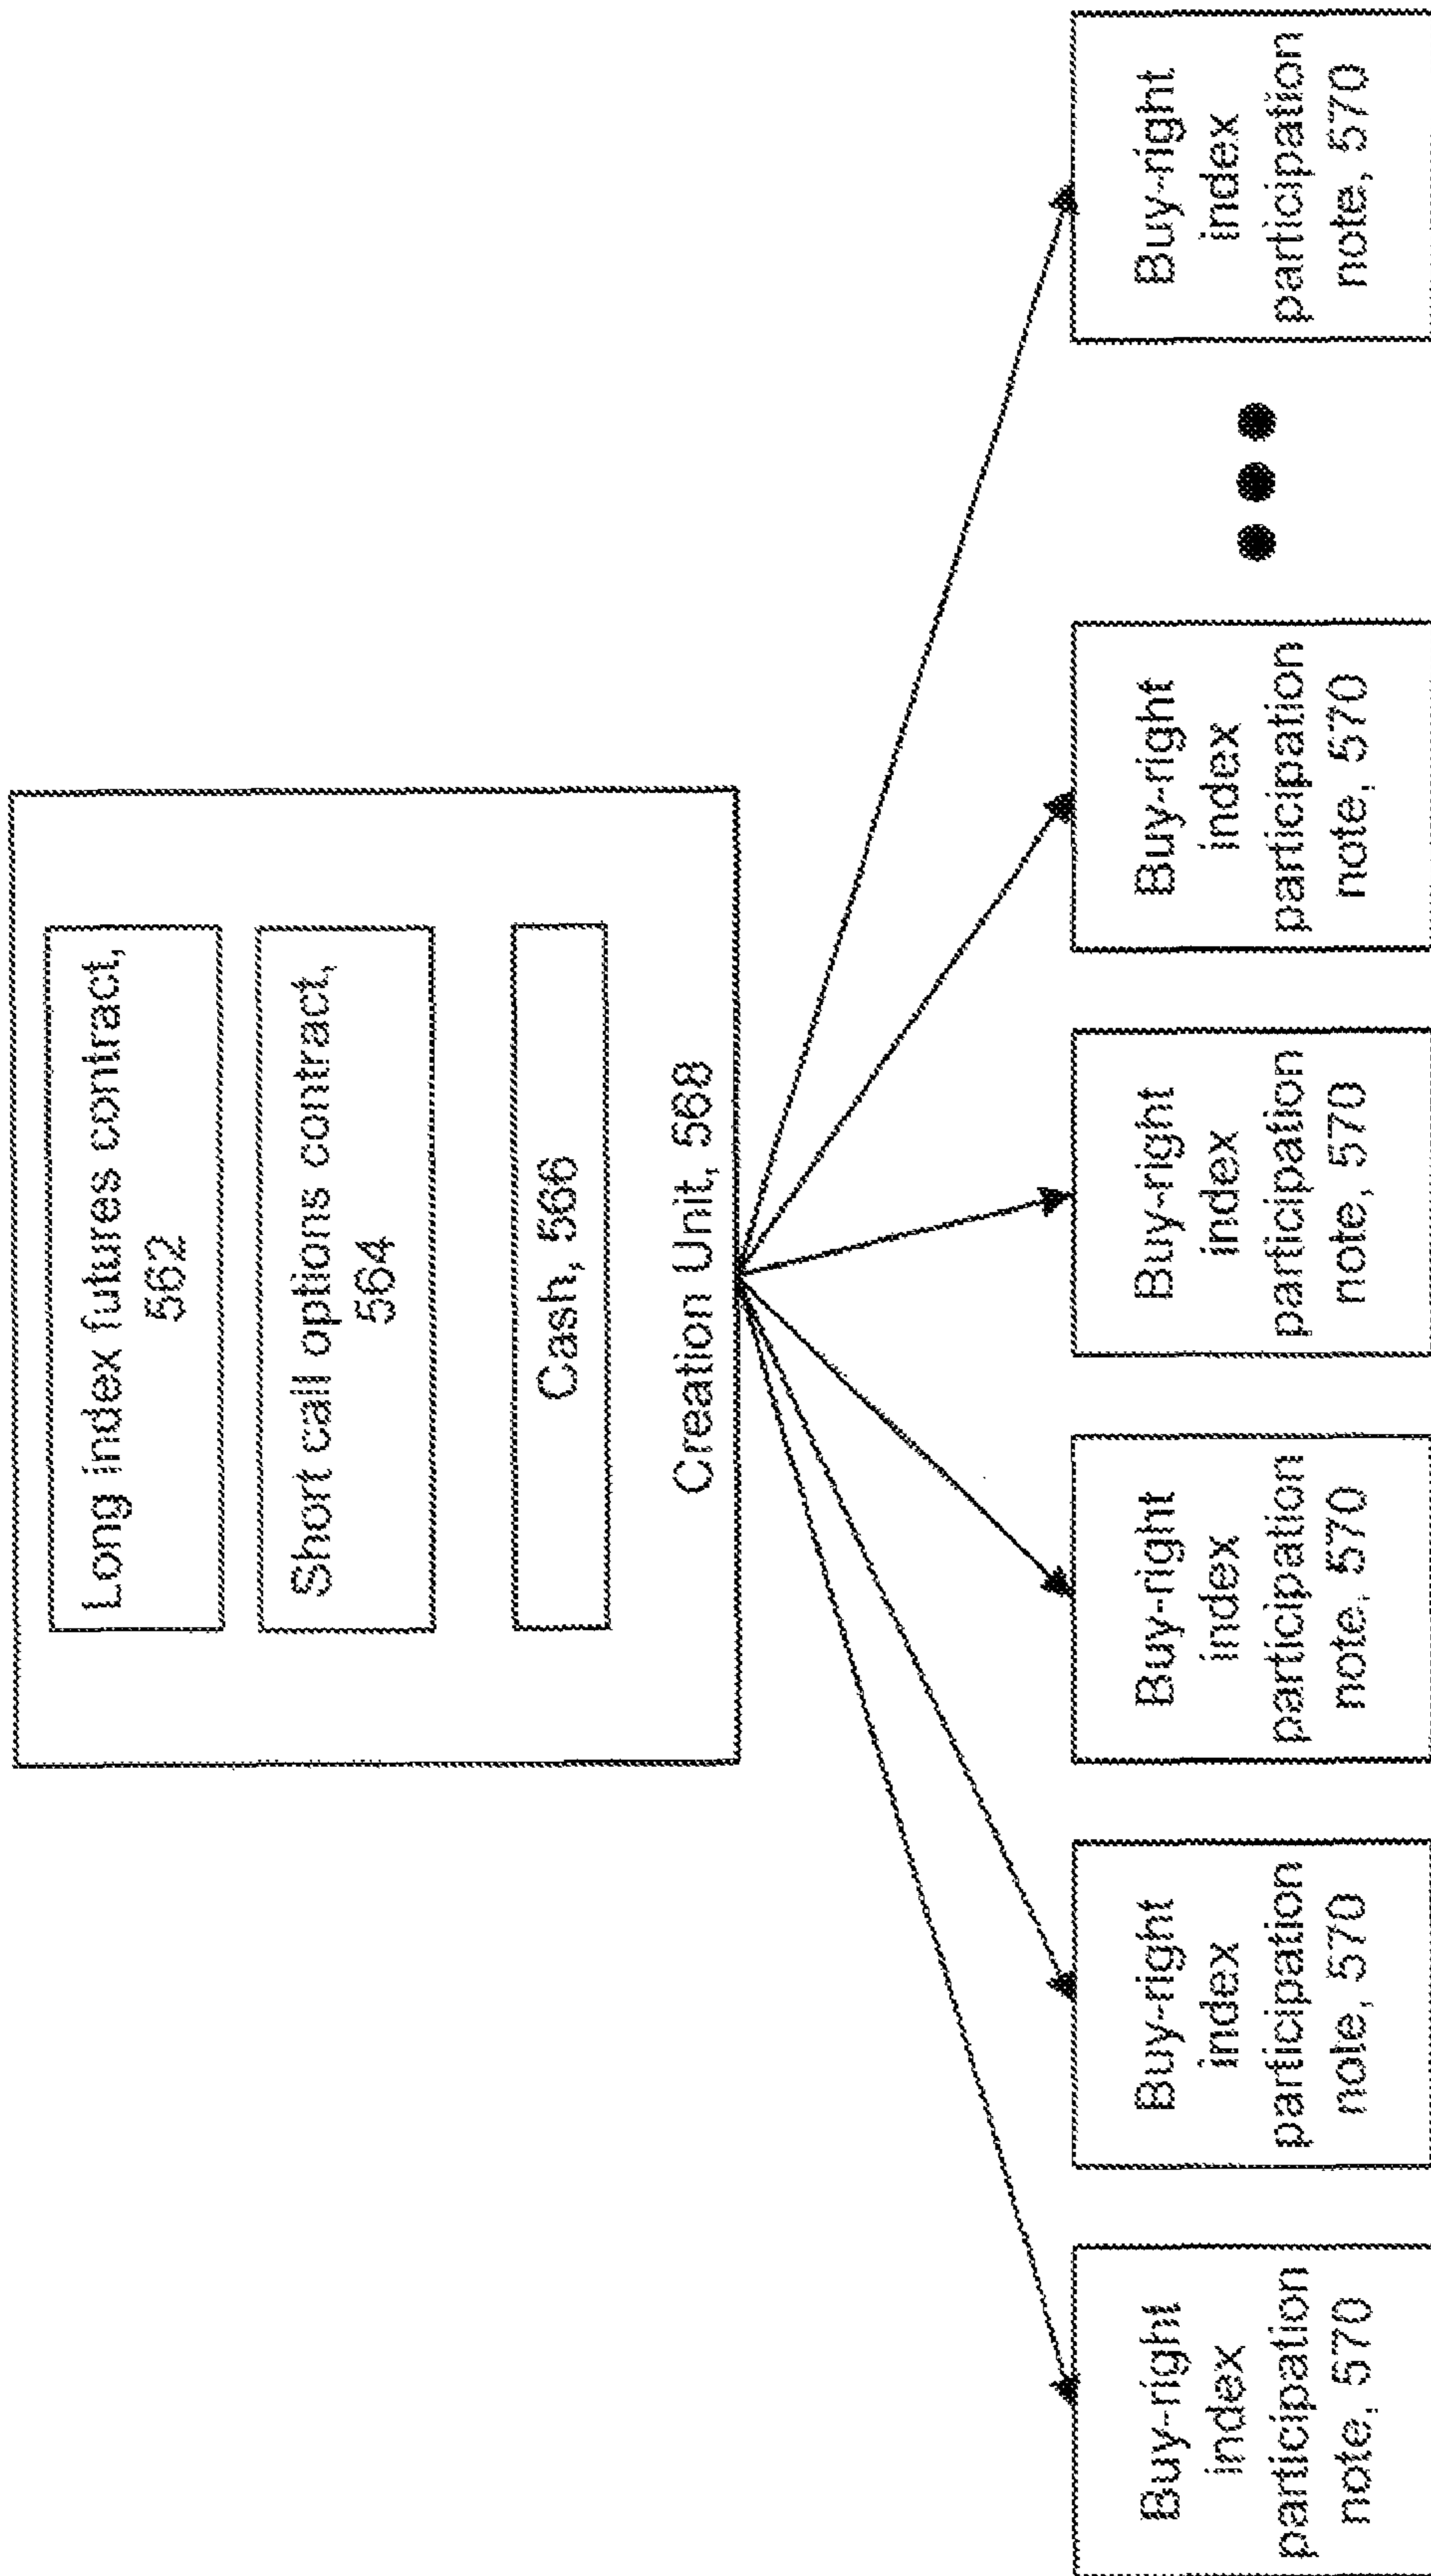 Long index futures contract,
562
Short call options contract,
564
Cash, 566
Creation Unit, 568
Buy-right
index
participation
note, 570
Buy-right
index
participation
note, 570
Buy-right
index
participation
note, 570
Buy-right
index
participation
note, 570
Buy-right
index
participation
note, 570
Buy-right
index
participation
note, 570